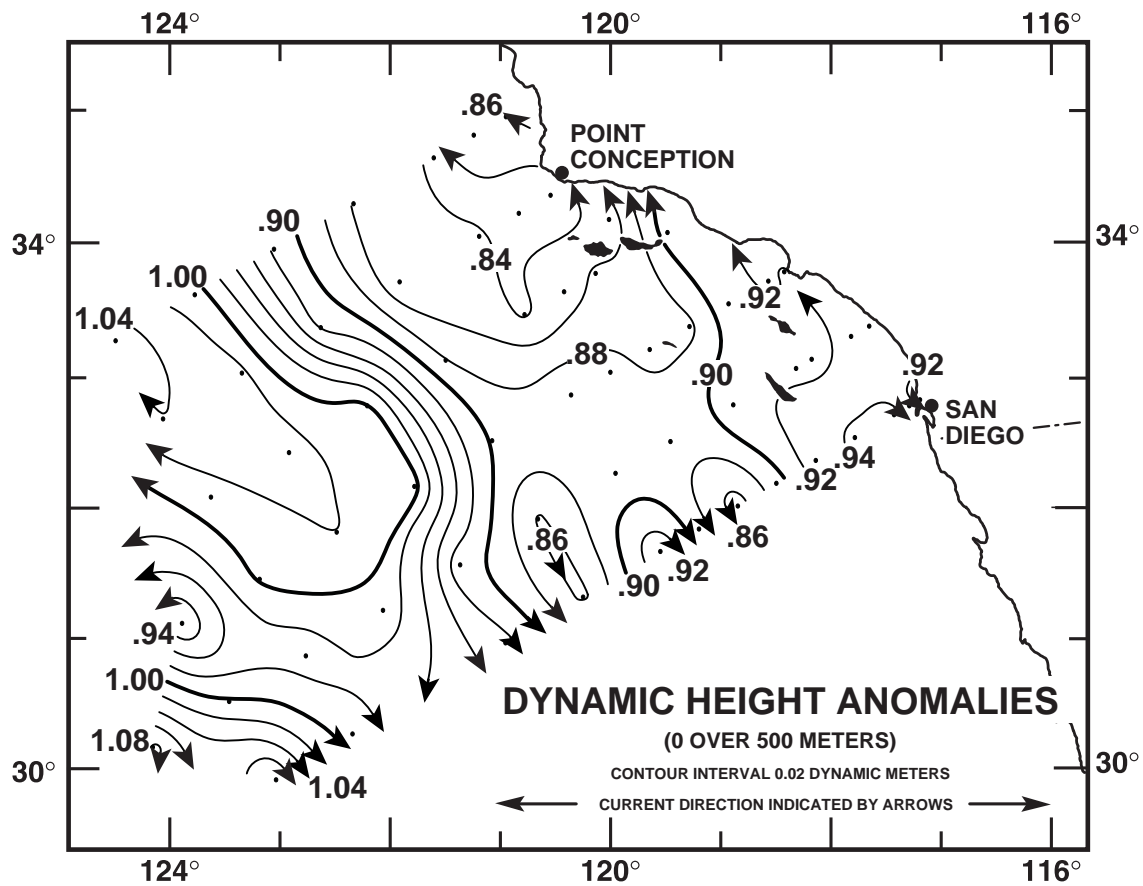 124° 120° 116°
.86
POINT
CONCEPTION
.90
34° 34°
.84
1.00
.92
1.04
.88
.92
.90
SAN
DIEGO
.94
.92
.86
.86
.92
.90
.94
1.00
DYNAMIC HEIGHT ANOMALIES
1.08
(0 OVER 500 METERS)
30° 30°
CONTOUR INTERVAL 0.02 DYNAMIC METERS
1.04
CURRENT DIRECTION INDICATED BY ARROWS
124° 120° 116°